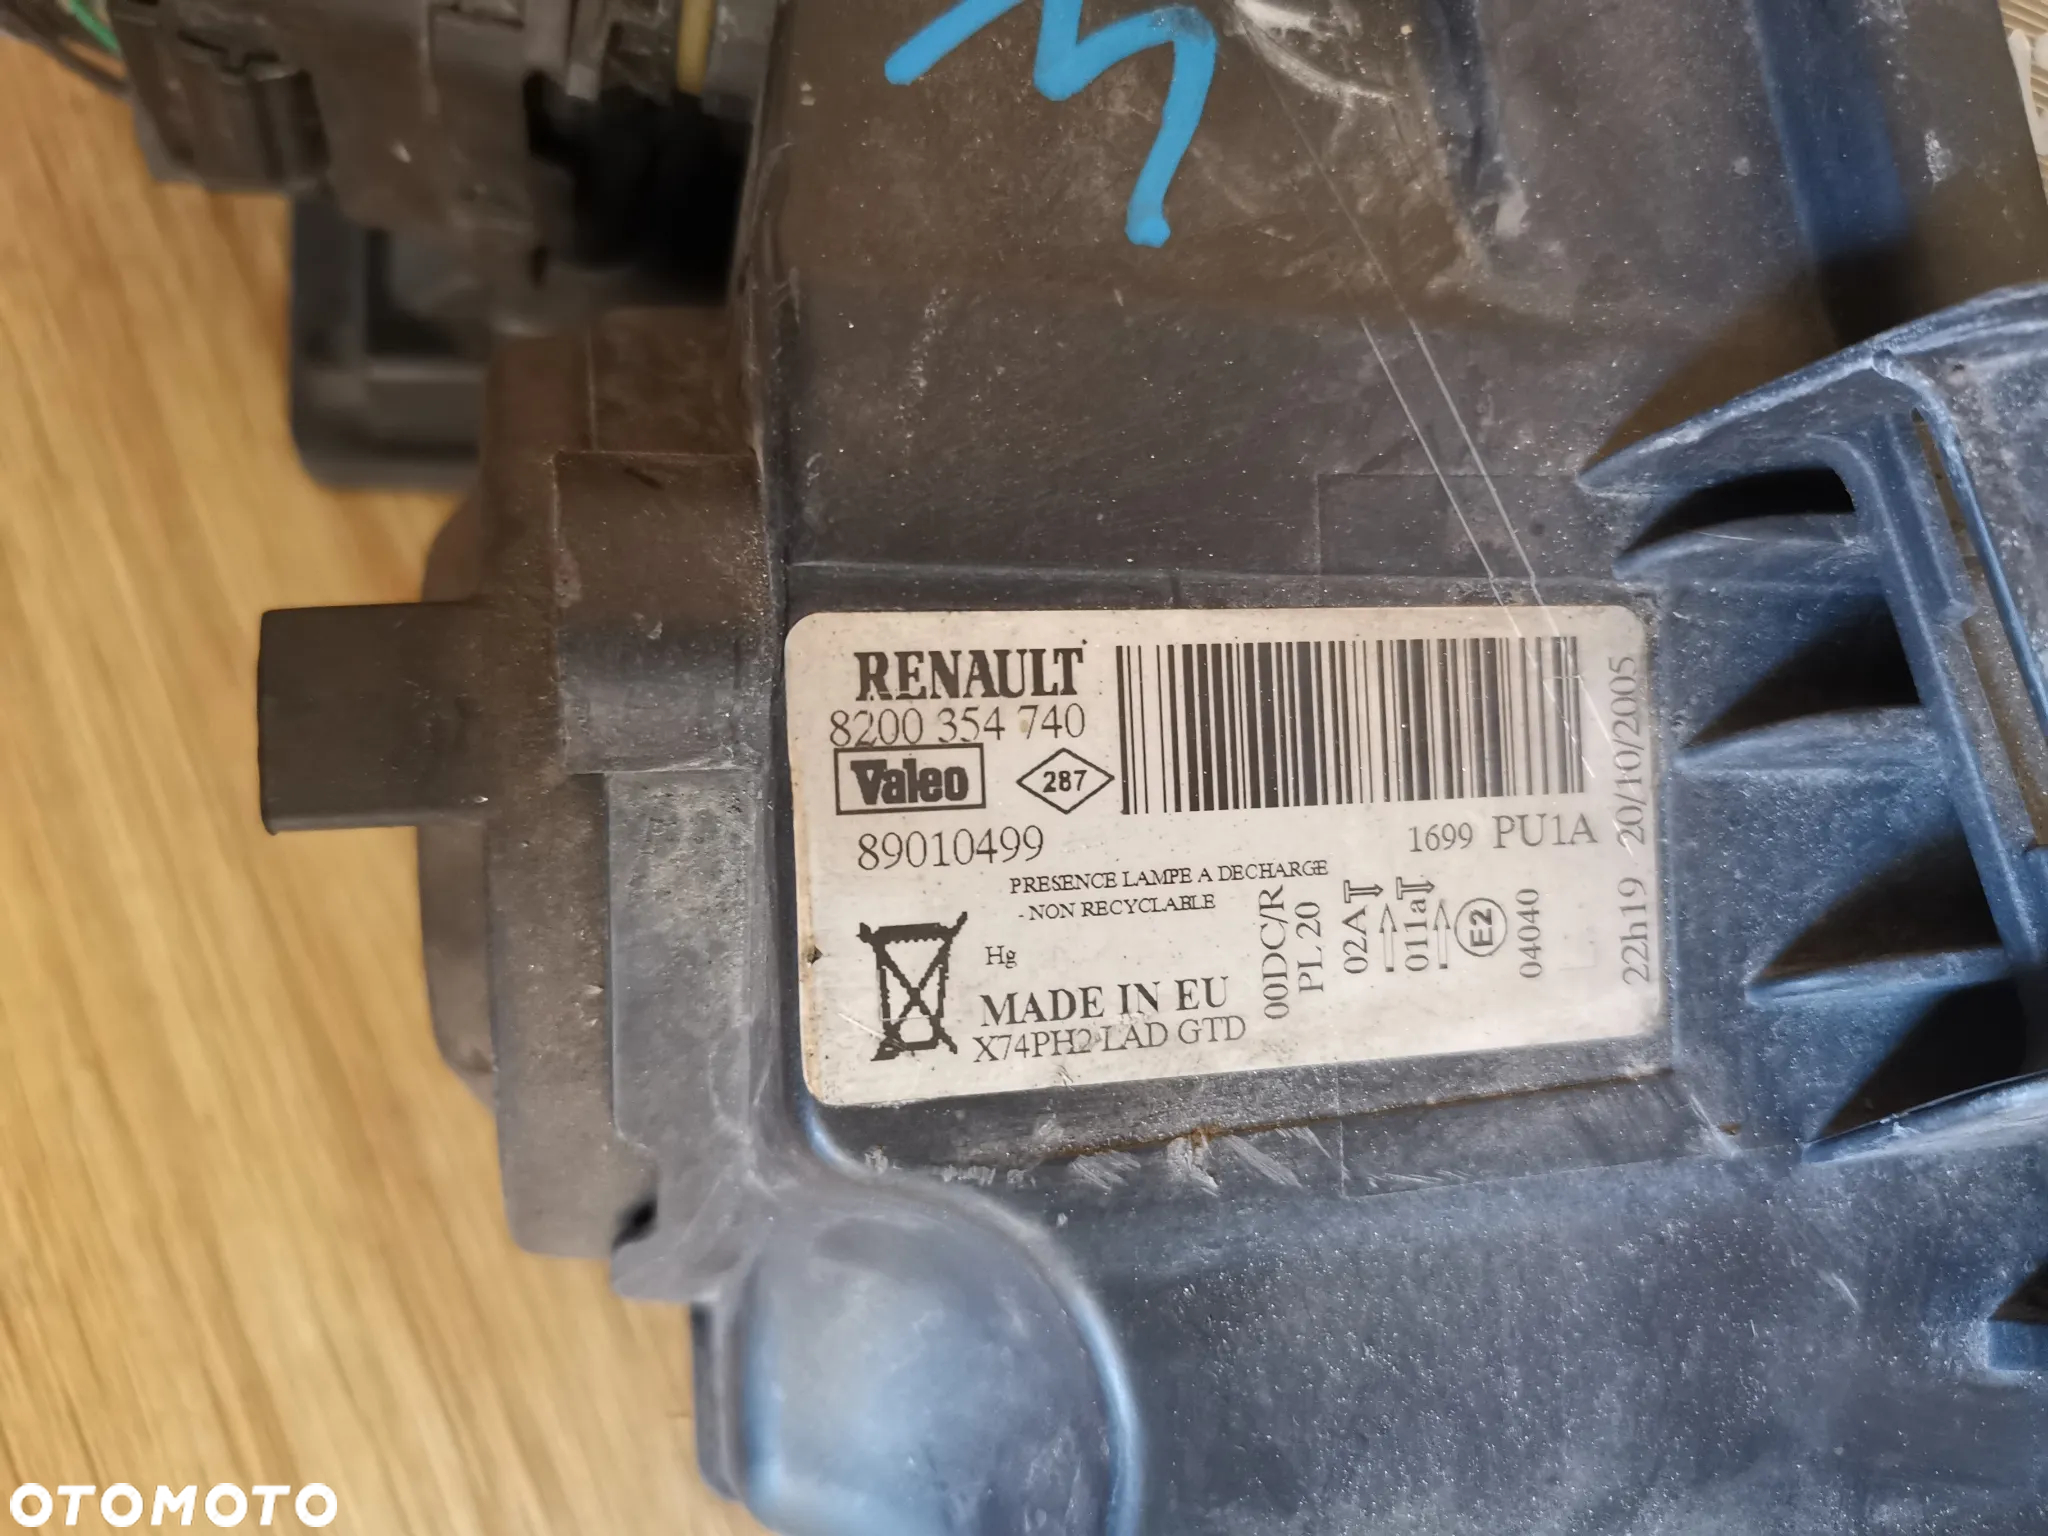 RENAULT
8200 354 740
Valeo
287
89010499
1699 PU1A
PRESENCE LAMPE A DECHARGE
- NON RECYCLABLE
Hg
MADE IN EU
X74PH2 LAD GTD
00DC/R
PL 20
02A
011a
E2
04040
22h19 20/10/2005
OTOMOTO